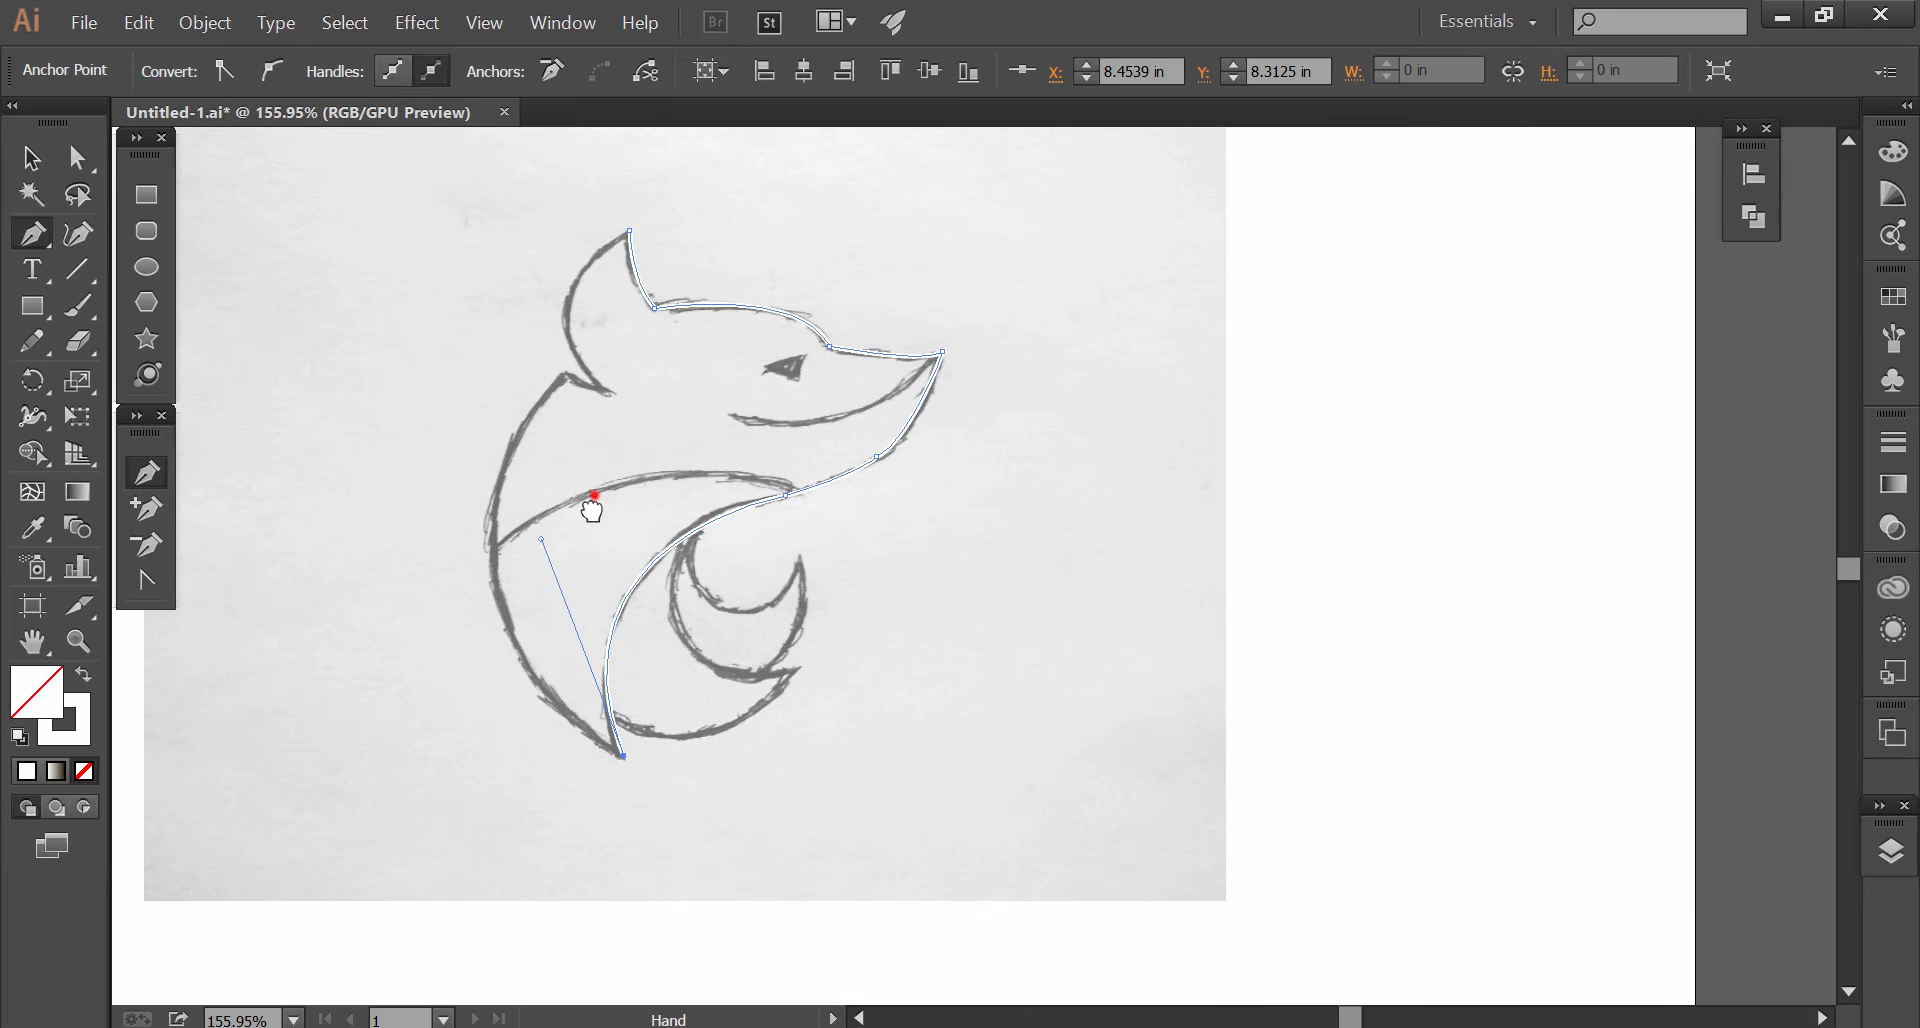 Ai File Edit Object Type Select Effect View Window Help Br St Essentials
Anchor Point Convert: Handles: Anchors: X: 8.4539 in Y: 8.3125 in W: 0 in H: 0 in
Untitled-1.ai* @ 155.95% (RGB/GPU Preview)
T
155.95% 1 Hand